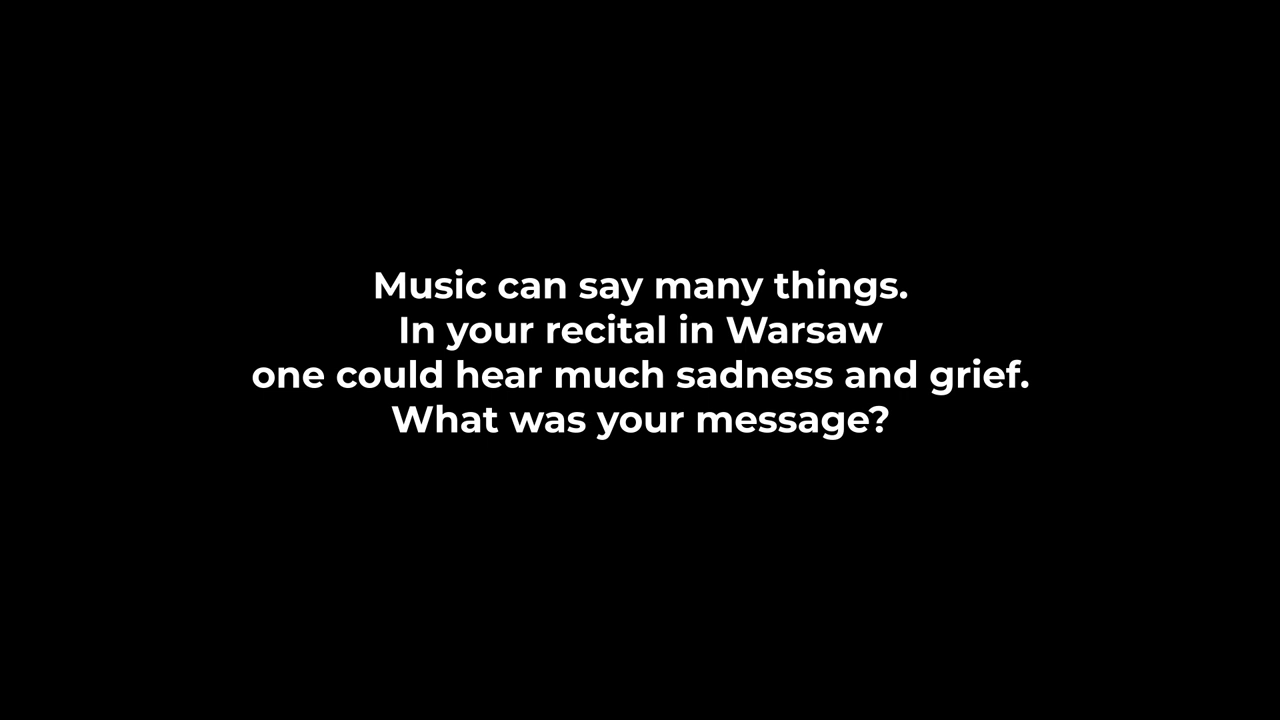 Music can say many things.
In your recital in Warsaw
one could hear much sadness and grief.
What was your message?